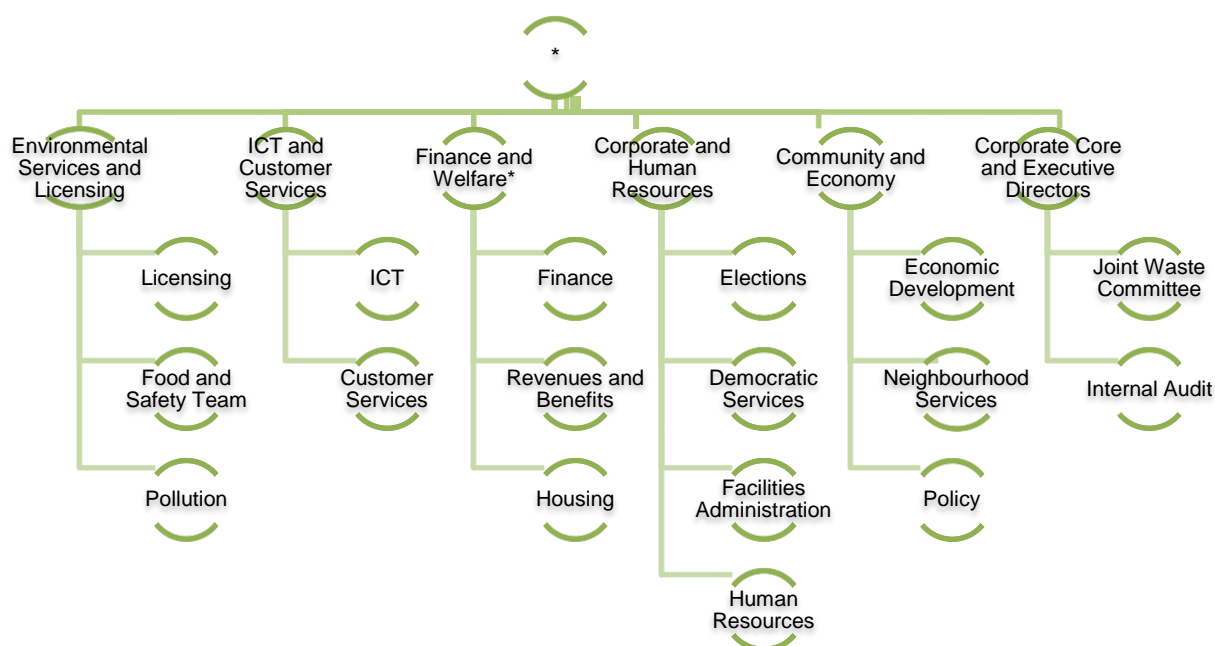 *
Environmental
Services and
Licensing
ICT and
Customer
Services
Finance and
Welfare*
Corporate and
Human
Resources
Community and
Economy
Corporate Core
and Executive
Directors
Licensing
ICT
Finance
Elections
Economic
Development
Joint Waste
Committee
Food and
Safety Team
Customer
Services
Revenues and
Benefits
Democratic
Services
Neighbourhood
Services
Internal Audit
Pollution
Housing
Facilities
Administration
Policy
Human
Resources